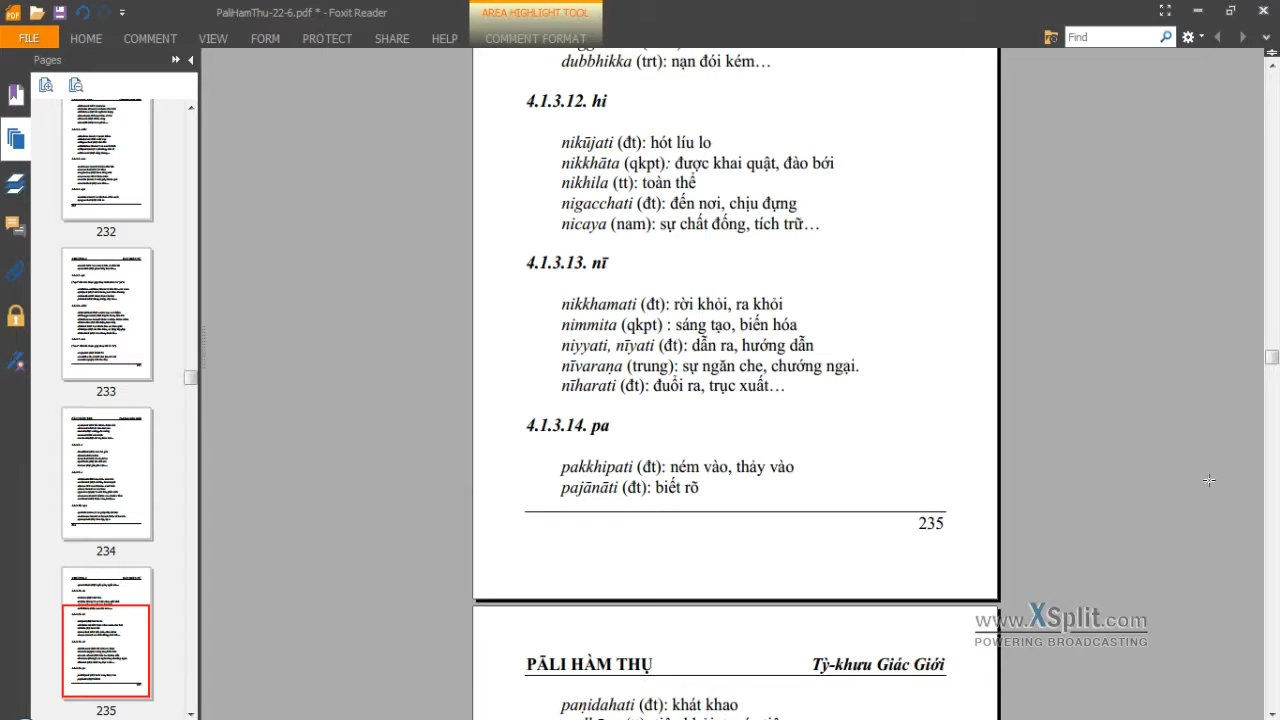 PaliHamThu-22-6.pdf * - Foxit Reader
AREA HIGHLIGHT TOOL
FILE HOME COMMENT VIEW FORM PROTECT SHARE HELP COMMENT FORMAT
Find
Pages
232
233
234
235
dubbhikka (trt): nạn đói kém…
4.1.3.12. hi
nikūjati (đt): hót líu lo
nikkhāta (qkpt): được khai quật, đào bới
nikhila (tt): toàn thể
nigacchati (đt): đến nơi, chịu đựng
nicaya (nam): sự chất đống, tích trữ…
4.1.3.13. nī
nikkhamati (đt): rời khỏi, ra khỏi
nimmita (qkpt) : sáng tạo, biến hóa
niyyati, nīyati (đt): dẫn ra, hướng dẫn
nīvaraṇa (trung): sự ngăn che, chướng ngại.
nīharati (đt): đuổi ra, trục xuất…
4.1.3.14. pa
pakkhipati (đt): ném vào, thảy vào
pajānāti (đt): biết rõ
235
www.XSplit.com
POWERING BROADCASTING
PĀLI HÀM THỤ Tỳ-khưu Giác Giới
paṇidahati (đt): khát khao